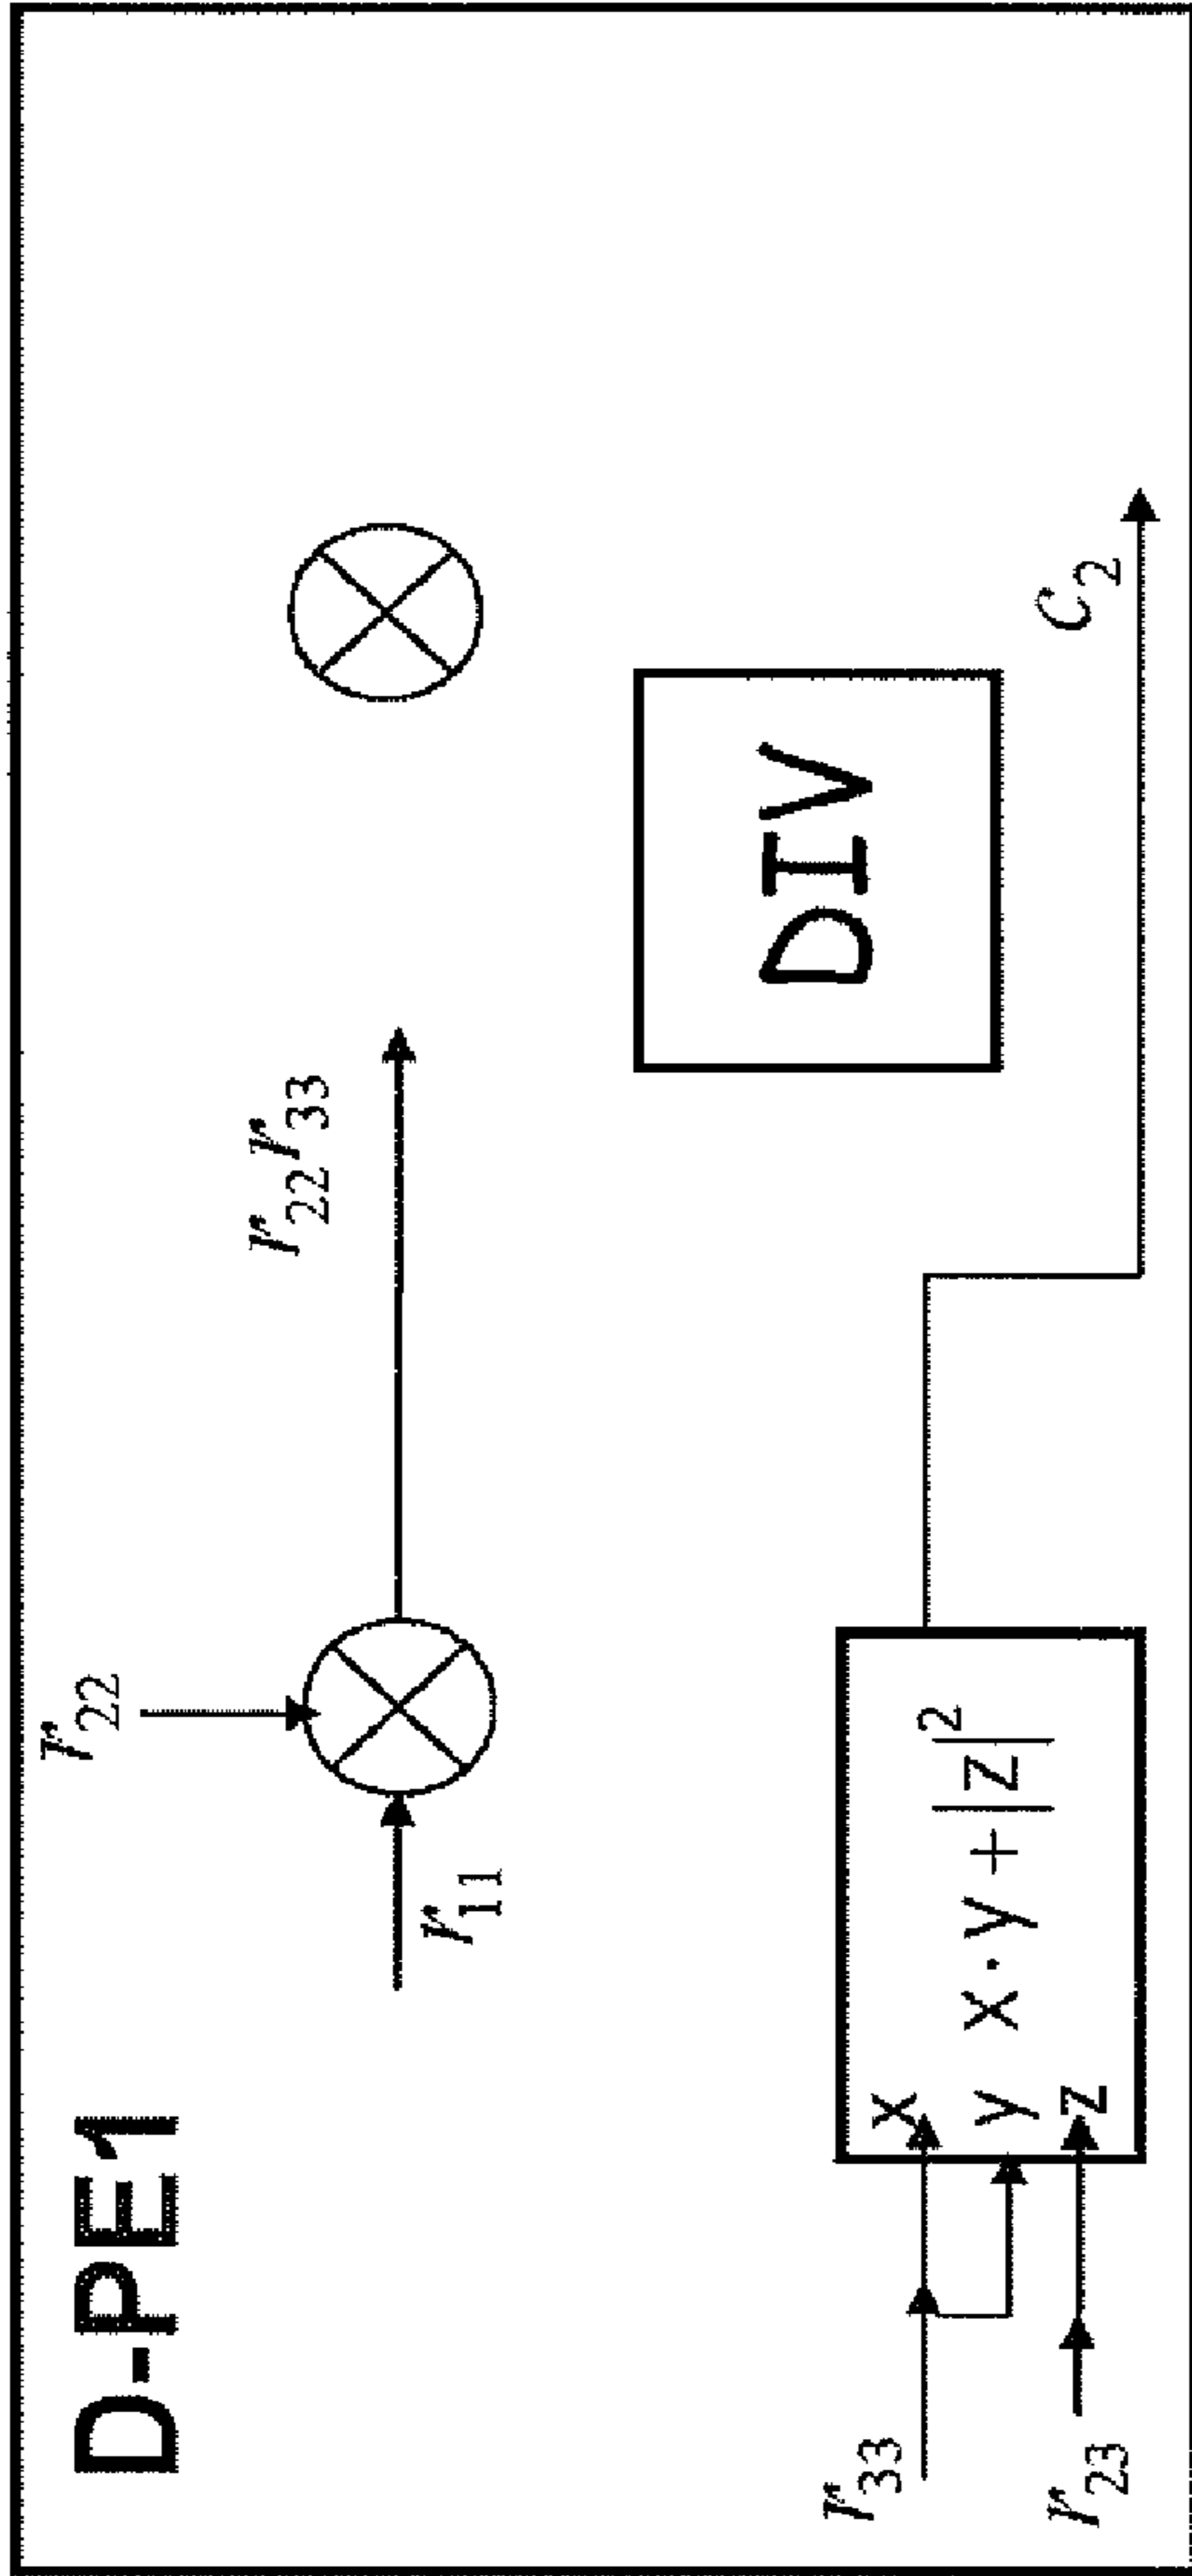 D-PE1
r22
r11
r22r33
DIV
r33
r23
x
y x·y+|z|²
z
C2